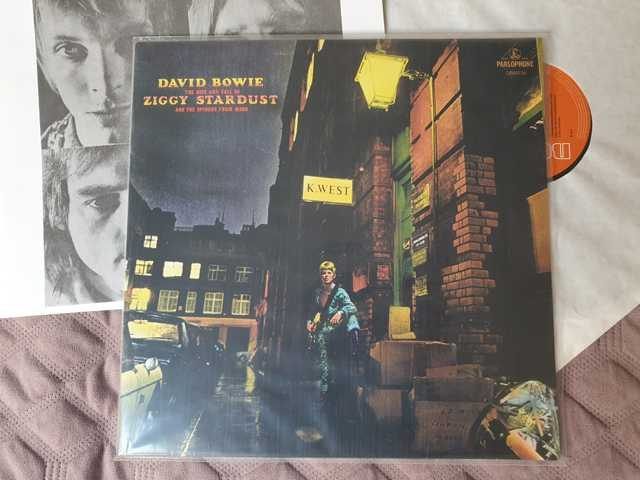 DAVID BOWIE
THE RISE AND FALL OF
ZIGGY STARDUST
AND THE SPIDERS FROM MARS
PARLOPHONE
K.WEST